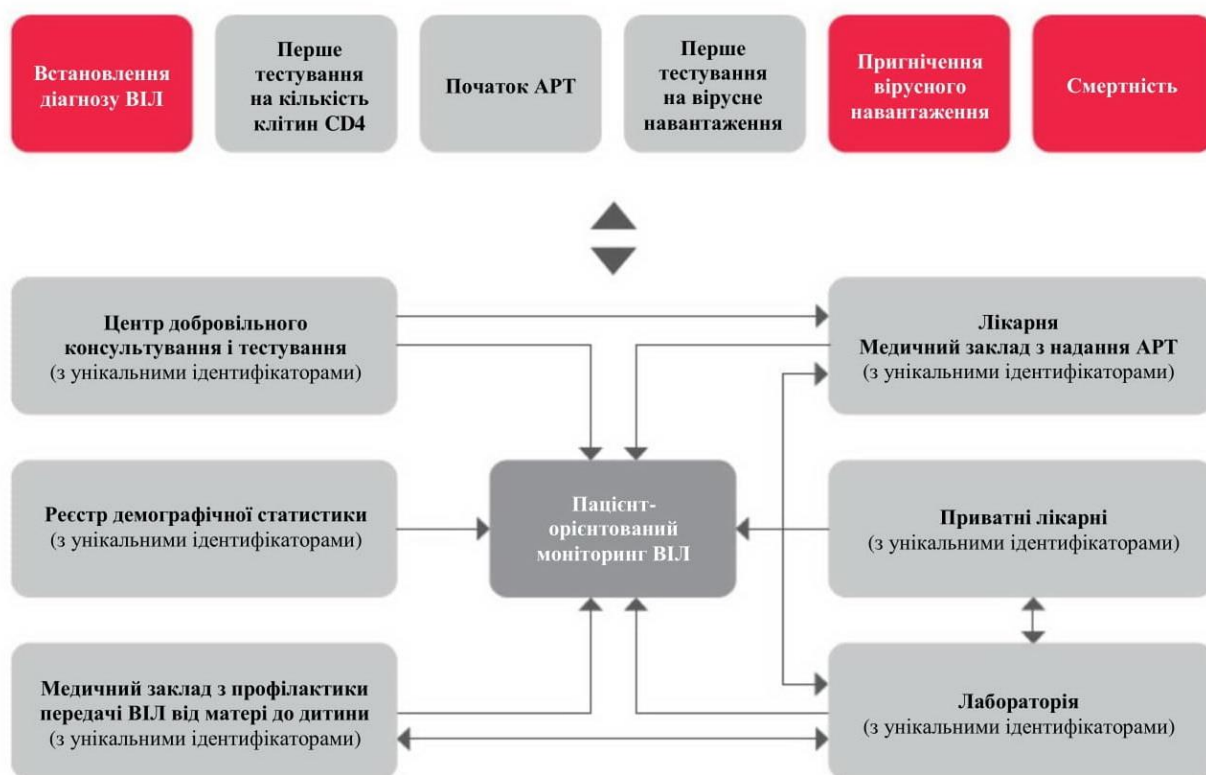 Встановлення
діагнозу ВІЛ
Перше
тестування
на кількість
клітин CD4
Початок АРТ
Перше
тестування
на вірусне
навантаження
Пригнічення
вірусного
навантаження
Смертність
Центр добровільного
консультування і тестування
(з унікальними ідентифікаторами)
Лікарня
Медичний заклад з надання АРТ
(з унікальними ідентифікаторами)
Реєстр демографічної статистики
(з унікальними ідентифікаторами)
Пацієнт-
орієнтований
моніторинг ВІЛ
Приватні лікарні
(з унікальними ідентифікаторами)
Медичний заклад з профілактики
передачі ВІЛ від матері до дитини
(з унікальними ідентифікаторами)
Лабораторія
(з унікальними ідентифікаторами)